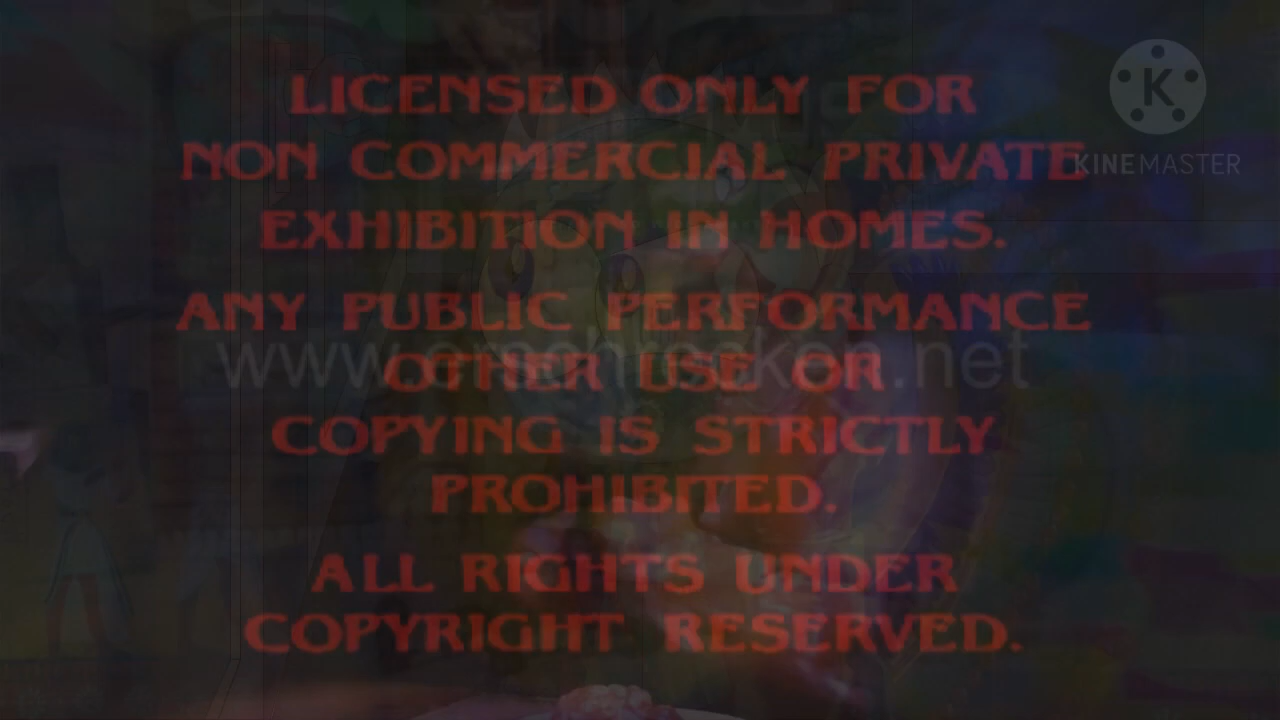 LICENSED ONLY FOR
NON COMMERCIAL PRIVATE
EXHIBITION IN HOMES.
ANY PUBLIC PERFORMANCE
OTHER USE OR
COPYING IS STRICTLY
PROHIBITED.
ALL RIGHTS UNDER
COPYRIGHT RESERVED.
K
KINEMASTER